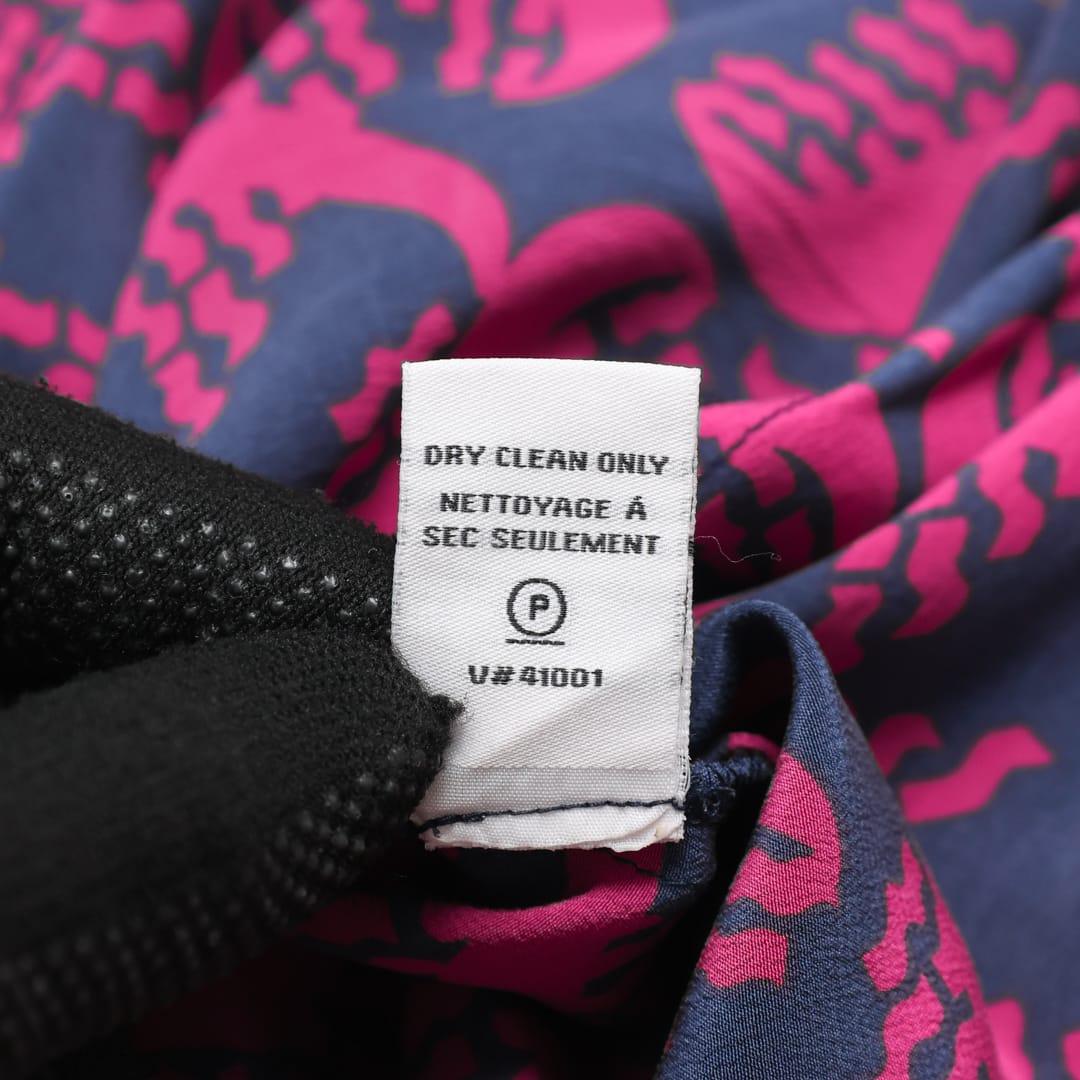 DRY CLEAN ONLY
NETTOYAGE Á
SEC SEULEMENT
P
V#41001